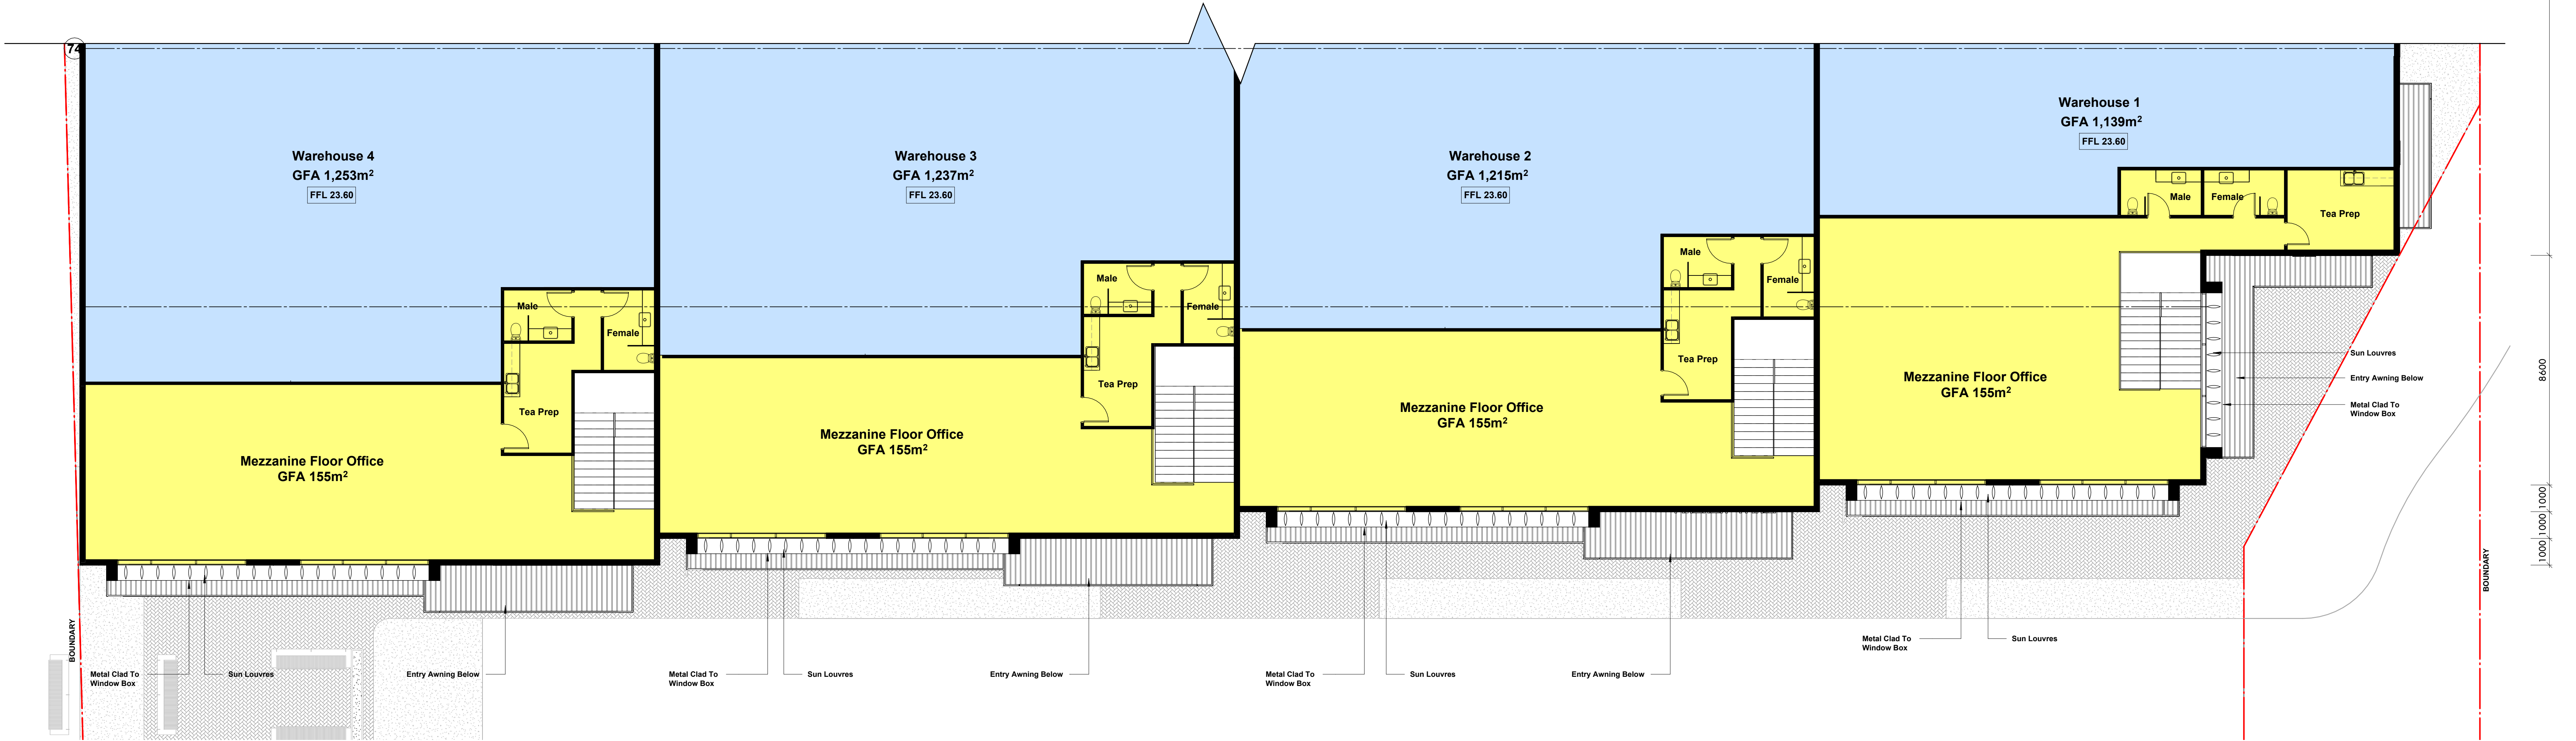 74
Warehouse 4
GFA 1,253m²
FFL 23.60
Warehouse 3
GFA 1,237m²
FFL 23.60
Warehouse 2
GFA 1,215m²
FFL 23.60
Warehouse 1
GFA 1,139m²
FFL 23.60
Male
Female
Tea Prep
Mezzanine Floor Office
GFA 155m²
Male
Female
Tea Prep
Mezzanine Floor Office
GFA 155m²
Male
Female
Tea Prep
Mezzanine Floor Office
GFA 155m²
Male
Female
Tea Prep
Mezzanine Floor Office
GFA 155m²
Sun Louvres
Entry Awning Below
Metal Clad To
Window Box
8600
1000
1000
1000
BOUNDARY
BOUNDARY
Metal Clad To
Window Box
Sun Louvres
Entry Awning Below
Metal Clad To
Window Box
Sun Louvres
Entry Awning Below
Metal Clad To
Window Box
Sun Louvres
Entry Awning Below
Metal Clad To
Window Box
Sun Louvres